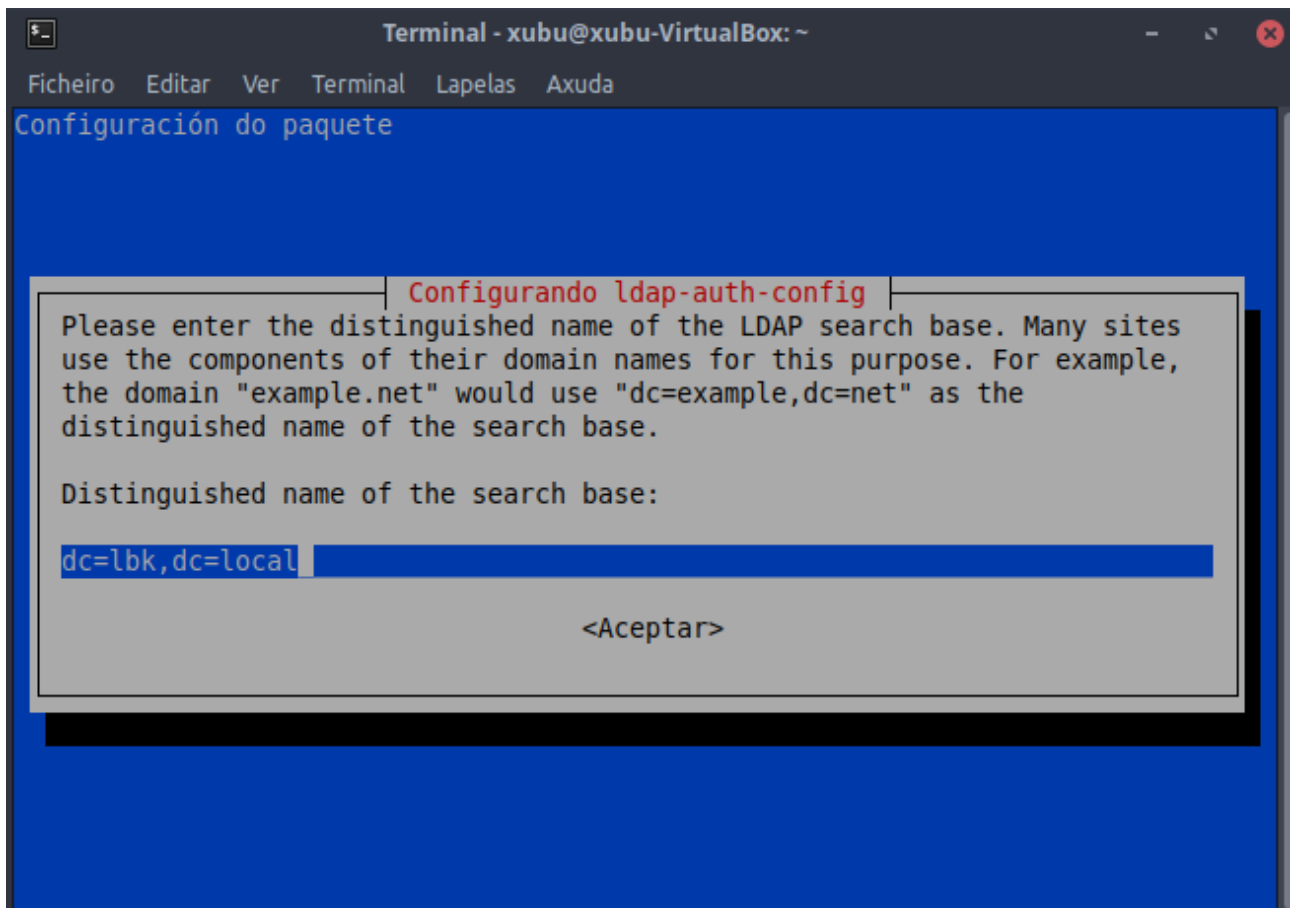 Terminal - xubu@xubu-VirtualBox: ~
Ficheiro Editar Ver Terminal Lapelas Axuda
Configuración do paquete
Configurando ldap-auth-config
Please enter the distinguished name of the LDAP search base. Many sites
use the components of their domain names for this purpose. For example,
the domain "example.net" would use "dc=example,dc=net" as the
distinguished name of the search base.
Distinguished name of the search base:
dc=lbk,dc=local
<Aceptar>